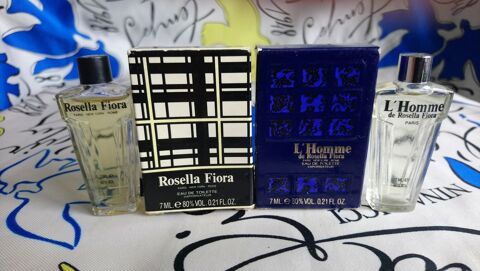 Rosella Fiora
PARIS - NEW YORK - ROME
Rosella Fiora
PARIS - NEW YORK - ROME
EAU DE TOILETTE
7 ML. ℮ 80% VOL. 0.21 FL.OZ.
L'Homme
de Rosella Fiora
EAU DE TOILETTE
7 ML. ℮ 80% VOL. 0.21 FL.OZ.
L'Homme
de Rosella Fiora
PARIS